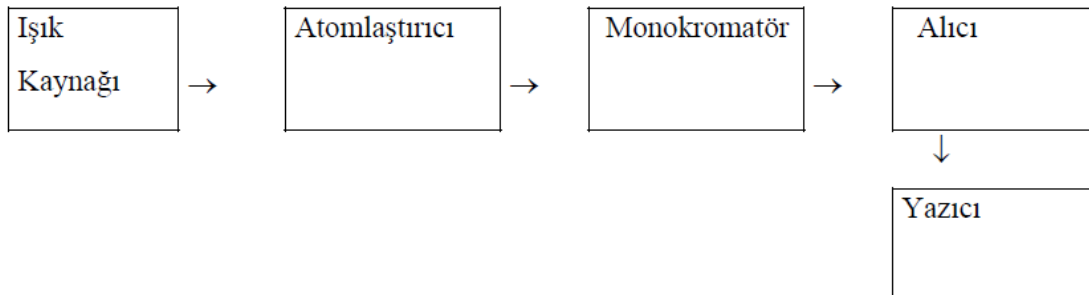 Işık
Kaynağı
→
Atomlaştırıcı
→
Monokromatör
→
Alıcı
↓
Yazıcı